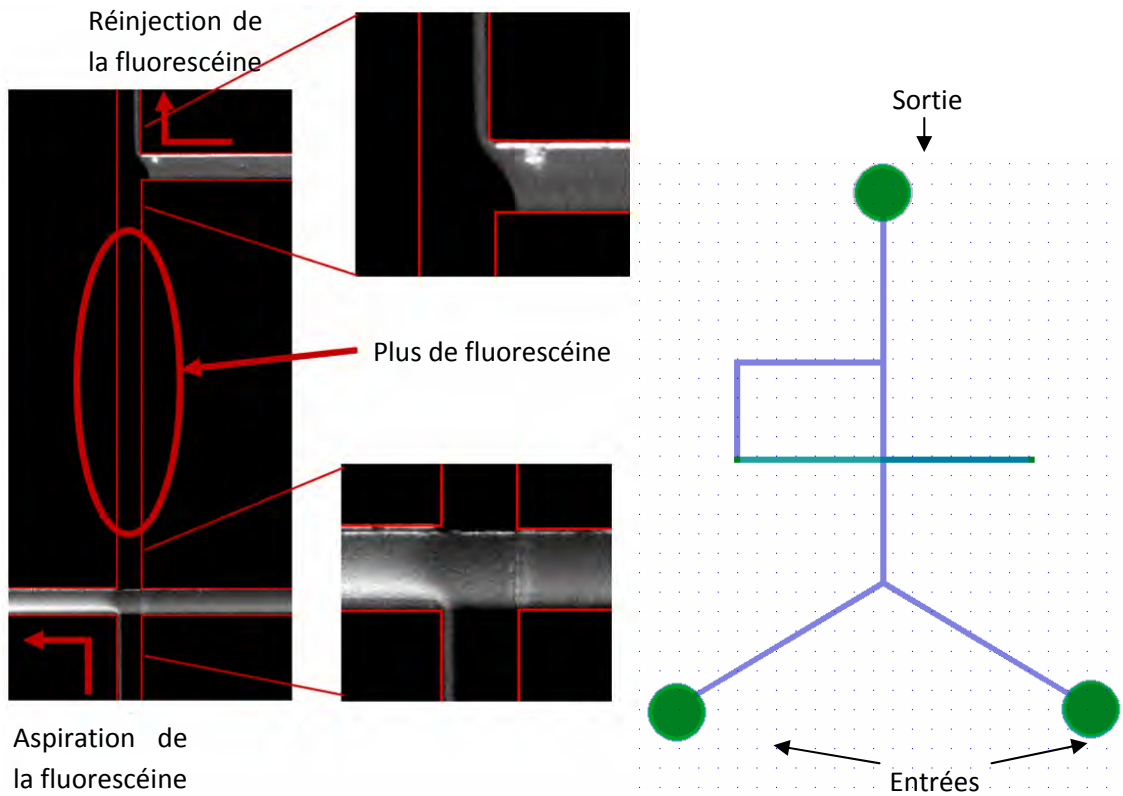 Réinjection de
la fluorescéine
Sortie
Plus de fluorescéine
Aspiration de
la fluorescéine
Entrées